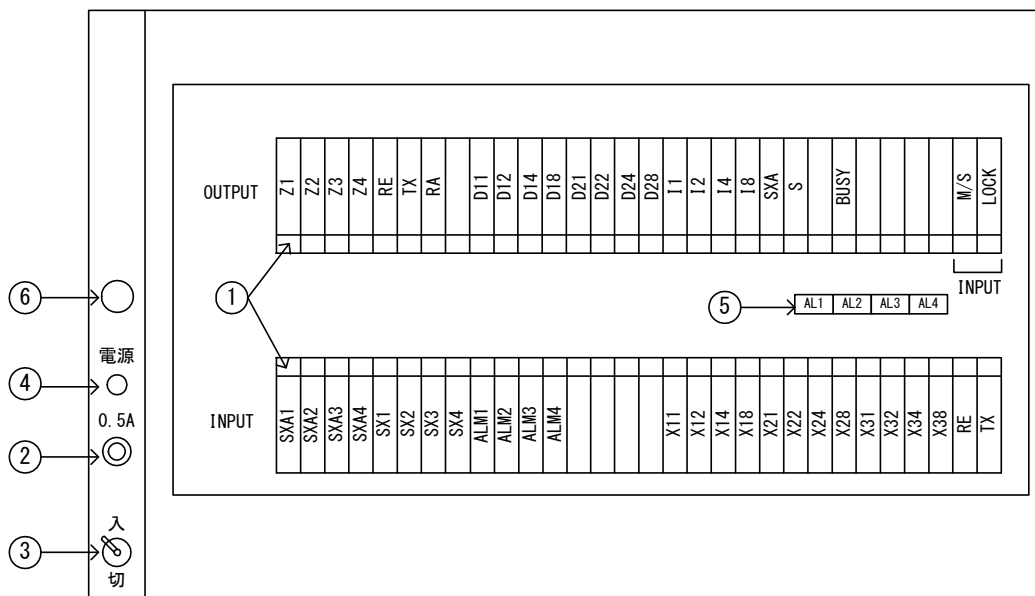 OUTPUT
Z1 Z2 Z3 Z4 RE TX RA D11 D12 D14 D18 D21 D22 D24 D28 I1 I2 I4 I8 SXA S BUSY M/S LOCK
INPUT
⑥
①
⑤
AL1 AL2 AL3 AL4
電源
④
0.5A
②
INPUT
SXA1 SXA2 SXA3 SXA4 SX1 SX2 SX3 SX4 ALM1 ALM2 ALM3 ALM4 X11 X12 X14 X18 X21 X22 X24 X28 X31 X32 X34 X38 RE TX
入
③
切